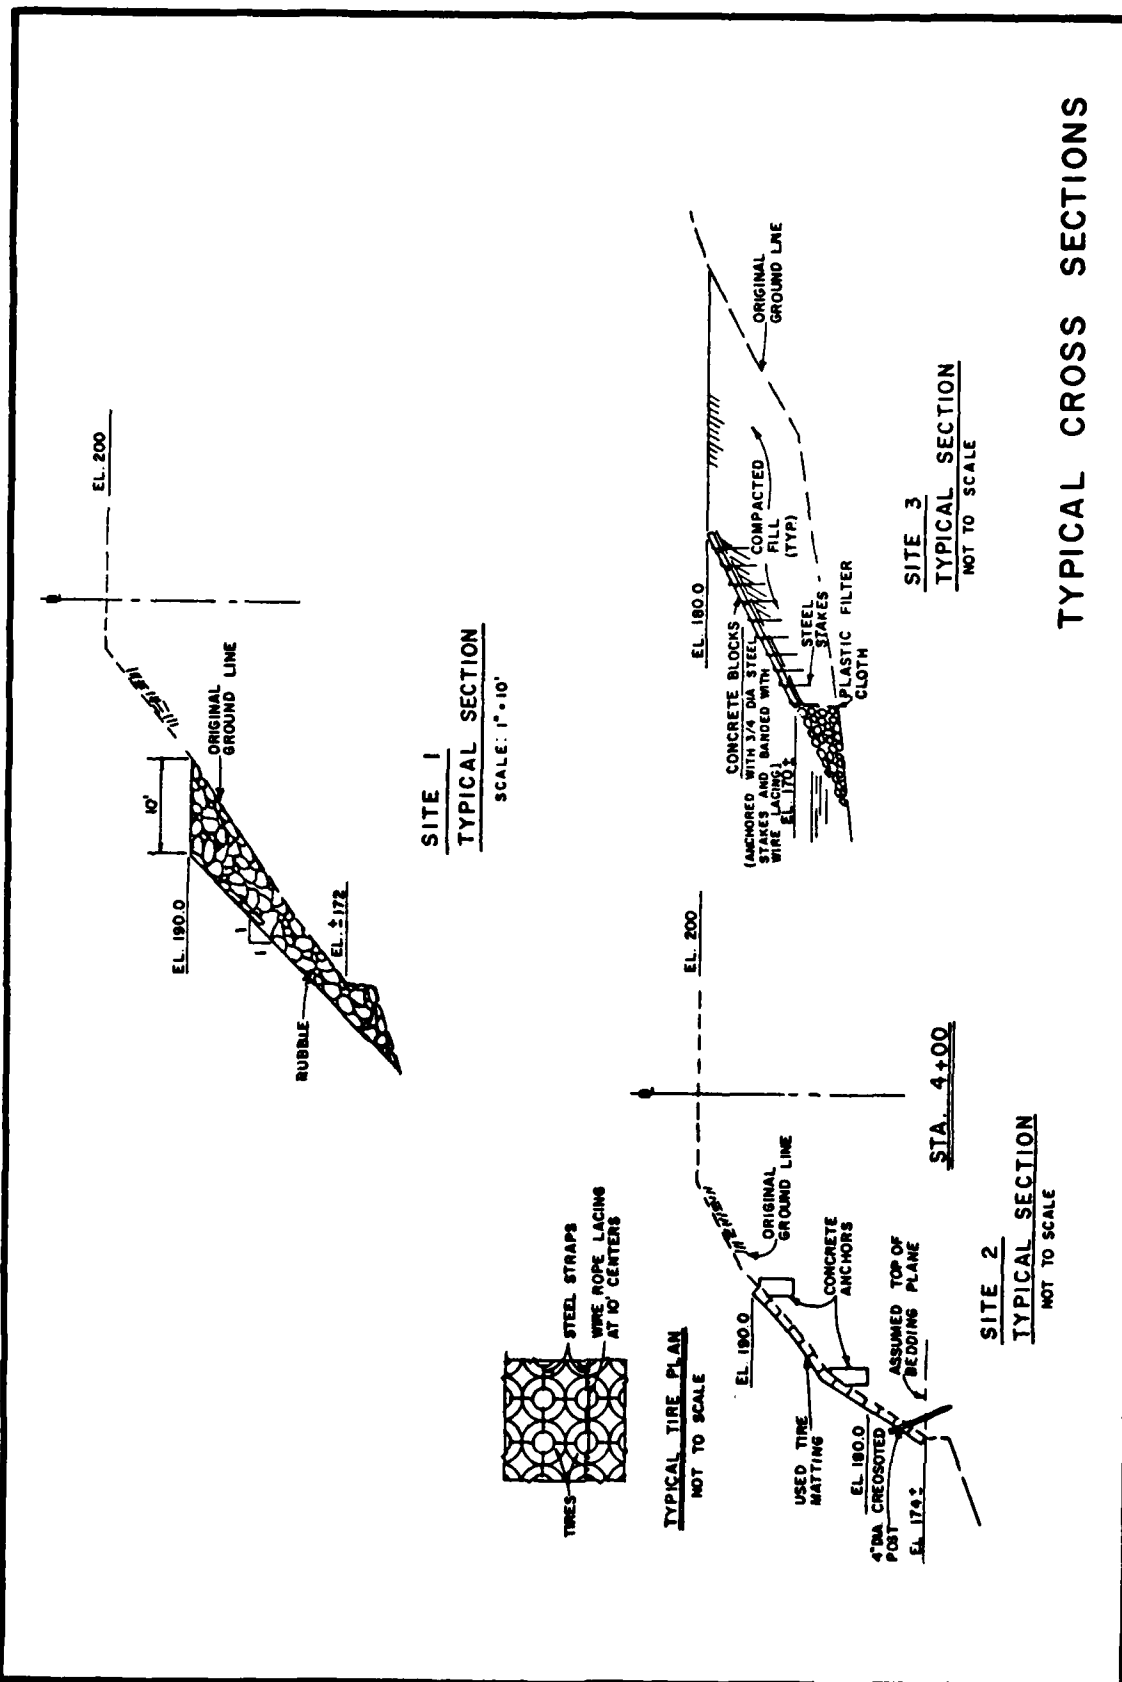 EL. 200
10'
EL. 190.0
ORIGINAL
GROUND LINE
1
1
EL. ±172
RUBBLE
SITE 1
TYPICAL SECTION
SCALE: 1" = 10'
TIRES
STEEL STRAPS
WIRE ROPE LACING
AT 10' CENTERS
TYPICAL TIRE PLAN
NOT TO SCALE
EL. 200
ORIGINAL
GROUND LINE
EL. 190.0
CONCRETE
ANCHORS
USED TIRE
MATTING
EL 180.0
4" DIA CREOSOTED
POST
EL 174±
ASSUMED TOP OF
BEDDING PLANE
STA. 4+00
SITE 2
TYPICAL SECTION
NOT TO SCALE
EL. 180.0
ORIGINAL
GROUND LINE
CONCRETE BLOCKS
(ANCHORED WITH 3/4 DIA STEEL
STAKES AND BANDED WITH
WIRE LACING)
EL. 170±
COMPACTED
FILL
(TYP.)
STEEL
STAKES
PLASTIC FILTER
CLOTH
SITE 3
TYPICAL SECTION
NOT TO SCALE
TYPICAL CROSS SECTIONS